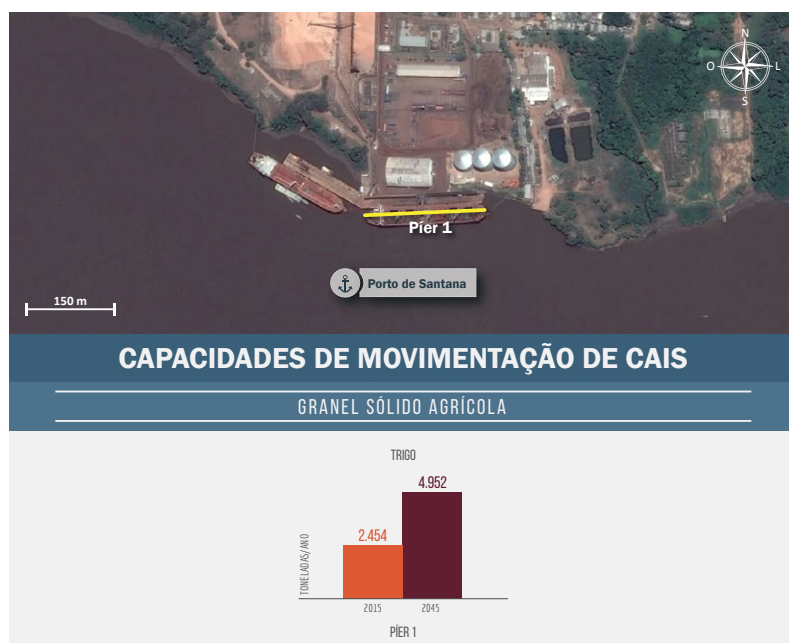 N
O
L
S
Píer 1
Porto de Santana
150 m
CAPACIDADES DE MOVIMENTAÇÃO DE CAIS
GRANEL SÓLIDO AGRÍCOLA
TRIGO
4.952
2.454
TONELADAS/ANO
2015
2045
PÍER 1